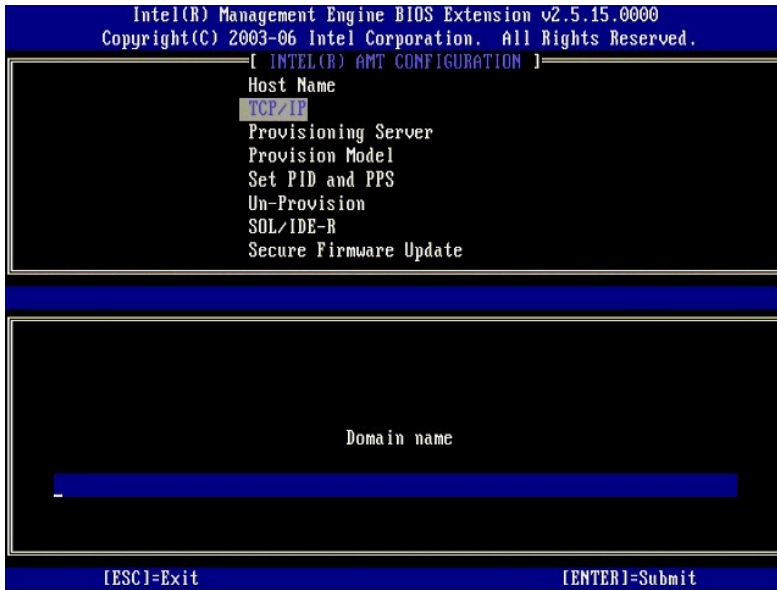 Intel(R) Management Engine BIOS Extension v2.5.15.0000
Copyright(C) 2003-06 Intel Corporation. All Rights Reserved.
[ INTEL(R) AMT CONFIGURATION ]
Host Name
TCP/IP
Provisioning Server
Provision Model
Set PID and PPS
Un-Provision
SOL/IDE-R
Secure Firmware Update
Domain name
[ESC]=Exit [ENTER]=Submit